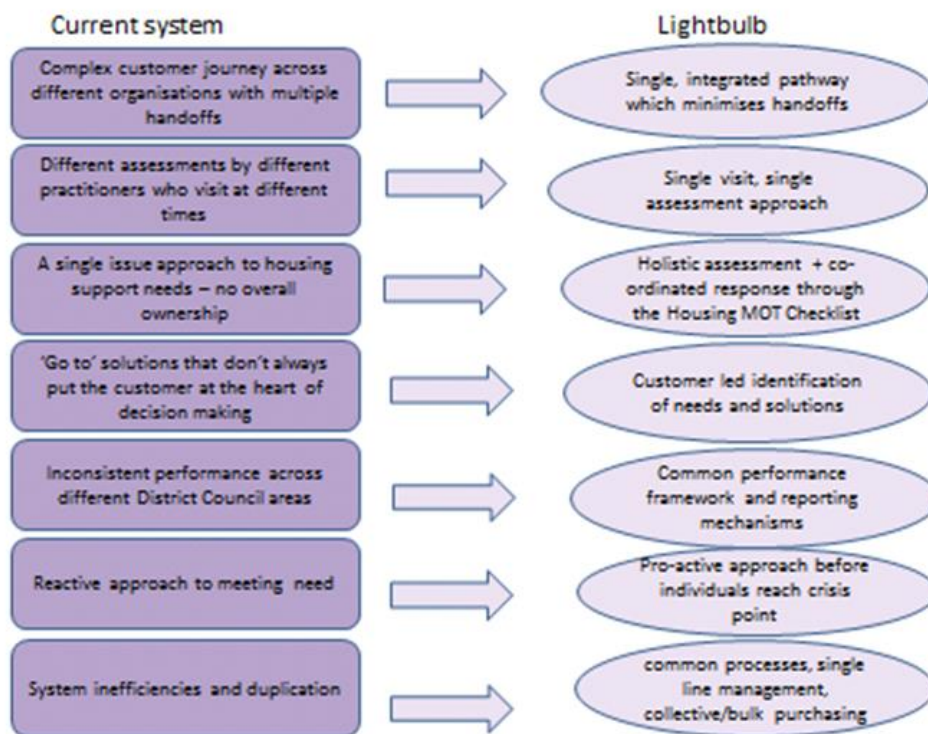 Current system
Lightbulb
Complex customer journey across
different organisations with multiple
handoffs
Single, integrated pathway
which minimises handoffs
Different assessments by different
practitioners who visit at different
times
Single visit, single
assessment approach
A single issue approach to housing
support needs – no overall
ownership
Holistic assessment + co-
ordinated response through
the Housing MOT Checklist
'Go to' solutions that don't always
put the customer at the heart of
decision making
Customer led identification
of needs and solutions
Inconsistent performance across
different District Council areas
Common performance
framework and reporting
mechanisms
Reactive approach to meeting need
Pro-active approach before
individuals reach crisis
point
System inefficiencies and duplication
common processes, single
line management,
collective/bulk purchasing